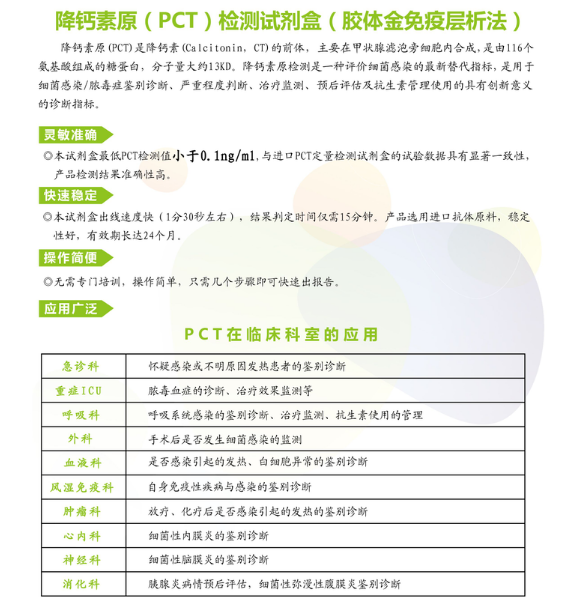 降钙素原（PCT）检测试剂盒（胶体金免疫层析法）
降钙素原(PCT)是降钙素(Calcitonin, CT)的前体，主要在甲状腺滤泡旁细胞内合成,是由116个
氨基酸组成的糖蛋白，分子量大约13KD。降钙素原检测是一种评价细菌感染的最新替代指标,是用于
细菌感染/脓毒症鉴别诊断、严重程度判断、治疗监测、预后评估及抗生素管理使用的具有创新意义
的诊断指标。
灵敏准确
◎本试剂盒最低PCT检测值小于0.1ng/ml,与进口PCT定量检测试剂盒的试验数据具有显著一致性，
产品检测结果准确性高。
快速稳定
◎本试剂盒出线速度快（1分30秒左右），结果判定时间仅需15分钟。产品选用进口抗体原料，稳定
性好，有效期长达24个月。
操作简便
◎无需专门培训，操作简单，只需几个步骤即可快速出报告。
应用广泛
PCT在临床科室的应用
急诊科 怀疑感染或不明原因发热患者的鉴别诊断
重症ICU 脓毒血症的诊断、治疗效果监测等
呼吸科 呼吸系统感染的鉴别诊断、治疗监测、抗生素使用的管理
外科 手术后是否发生细菌感染的监测
血液科 是否感染引起的发热、白细胞异常的鉴别诊断
风湿免疫科 自身免疫性疾病与感染的鉴别诊断
肿瘤科 放疗、化疗后是否感染引起的发热的鉴别诊断
心内科 细菌性内膜炎的鉴别诊断
神经科 细菌性脑膜炎的鉴别诊断
消化科 胰腺炎病情预后评估，细菌性弥漫性腹膜炎鉴别诊断